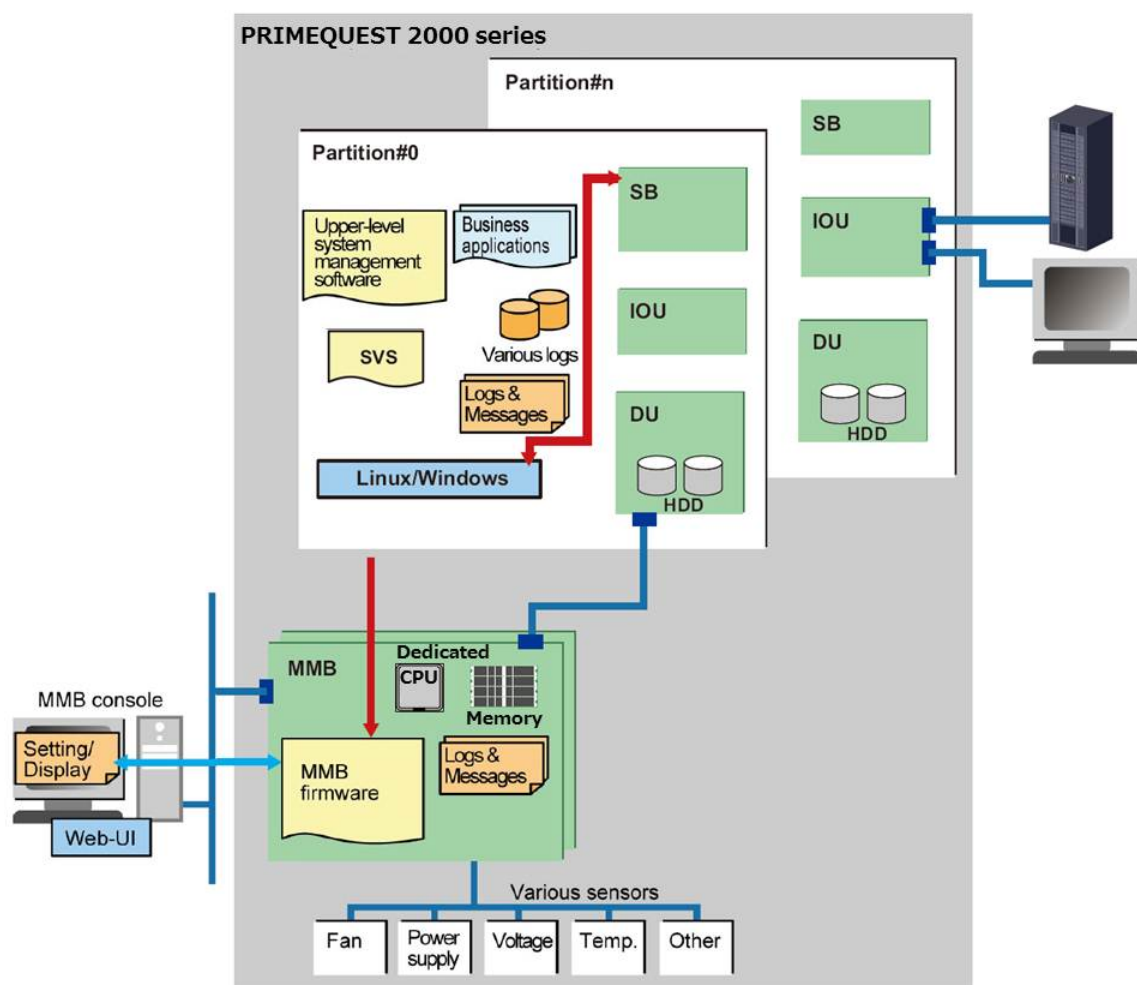 PRIMEQUEST 2000 series
Partition#n
SB
IOU
DU
HDD
Partition#0
Upper-level
system
management
software
Business
applications
SVS
Various logs
Logs &
Messages
Linux/Windows
SB
IOU
DU
HDD
MMB
Dedicated
CPU
Memory
MMB
firmware
Logs &
Messages
MMB console
Setting/
Display
Web-UI
Various sensors
Fan
Power
supply
Voltage
Temp.
Other